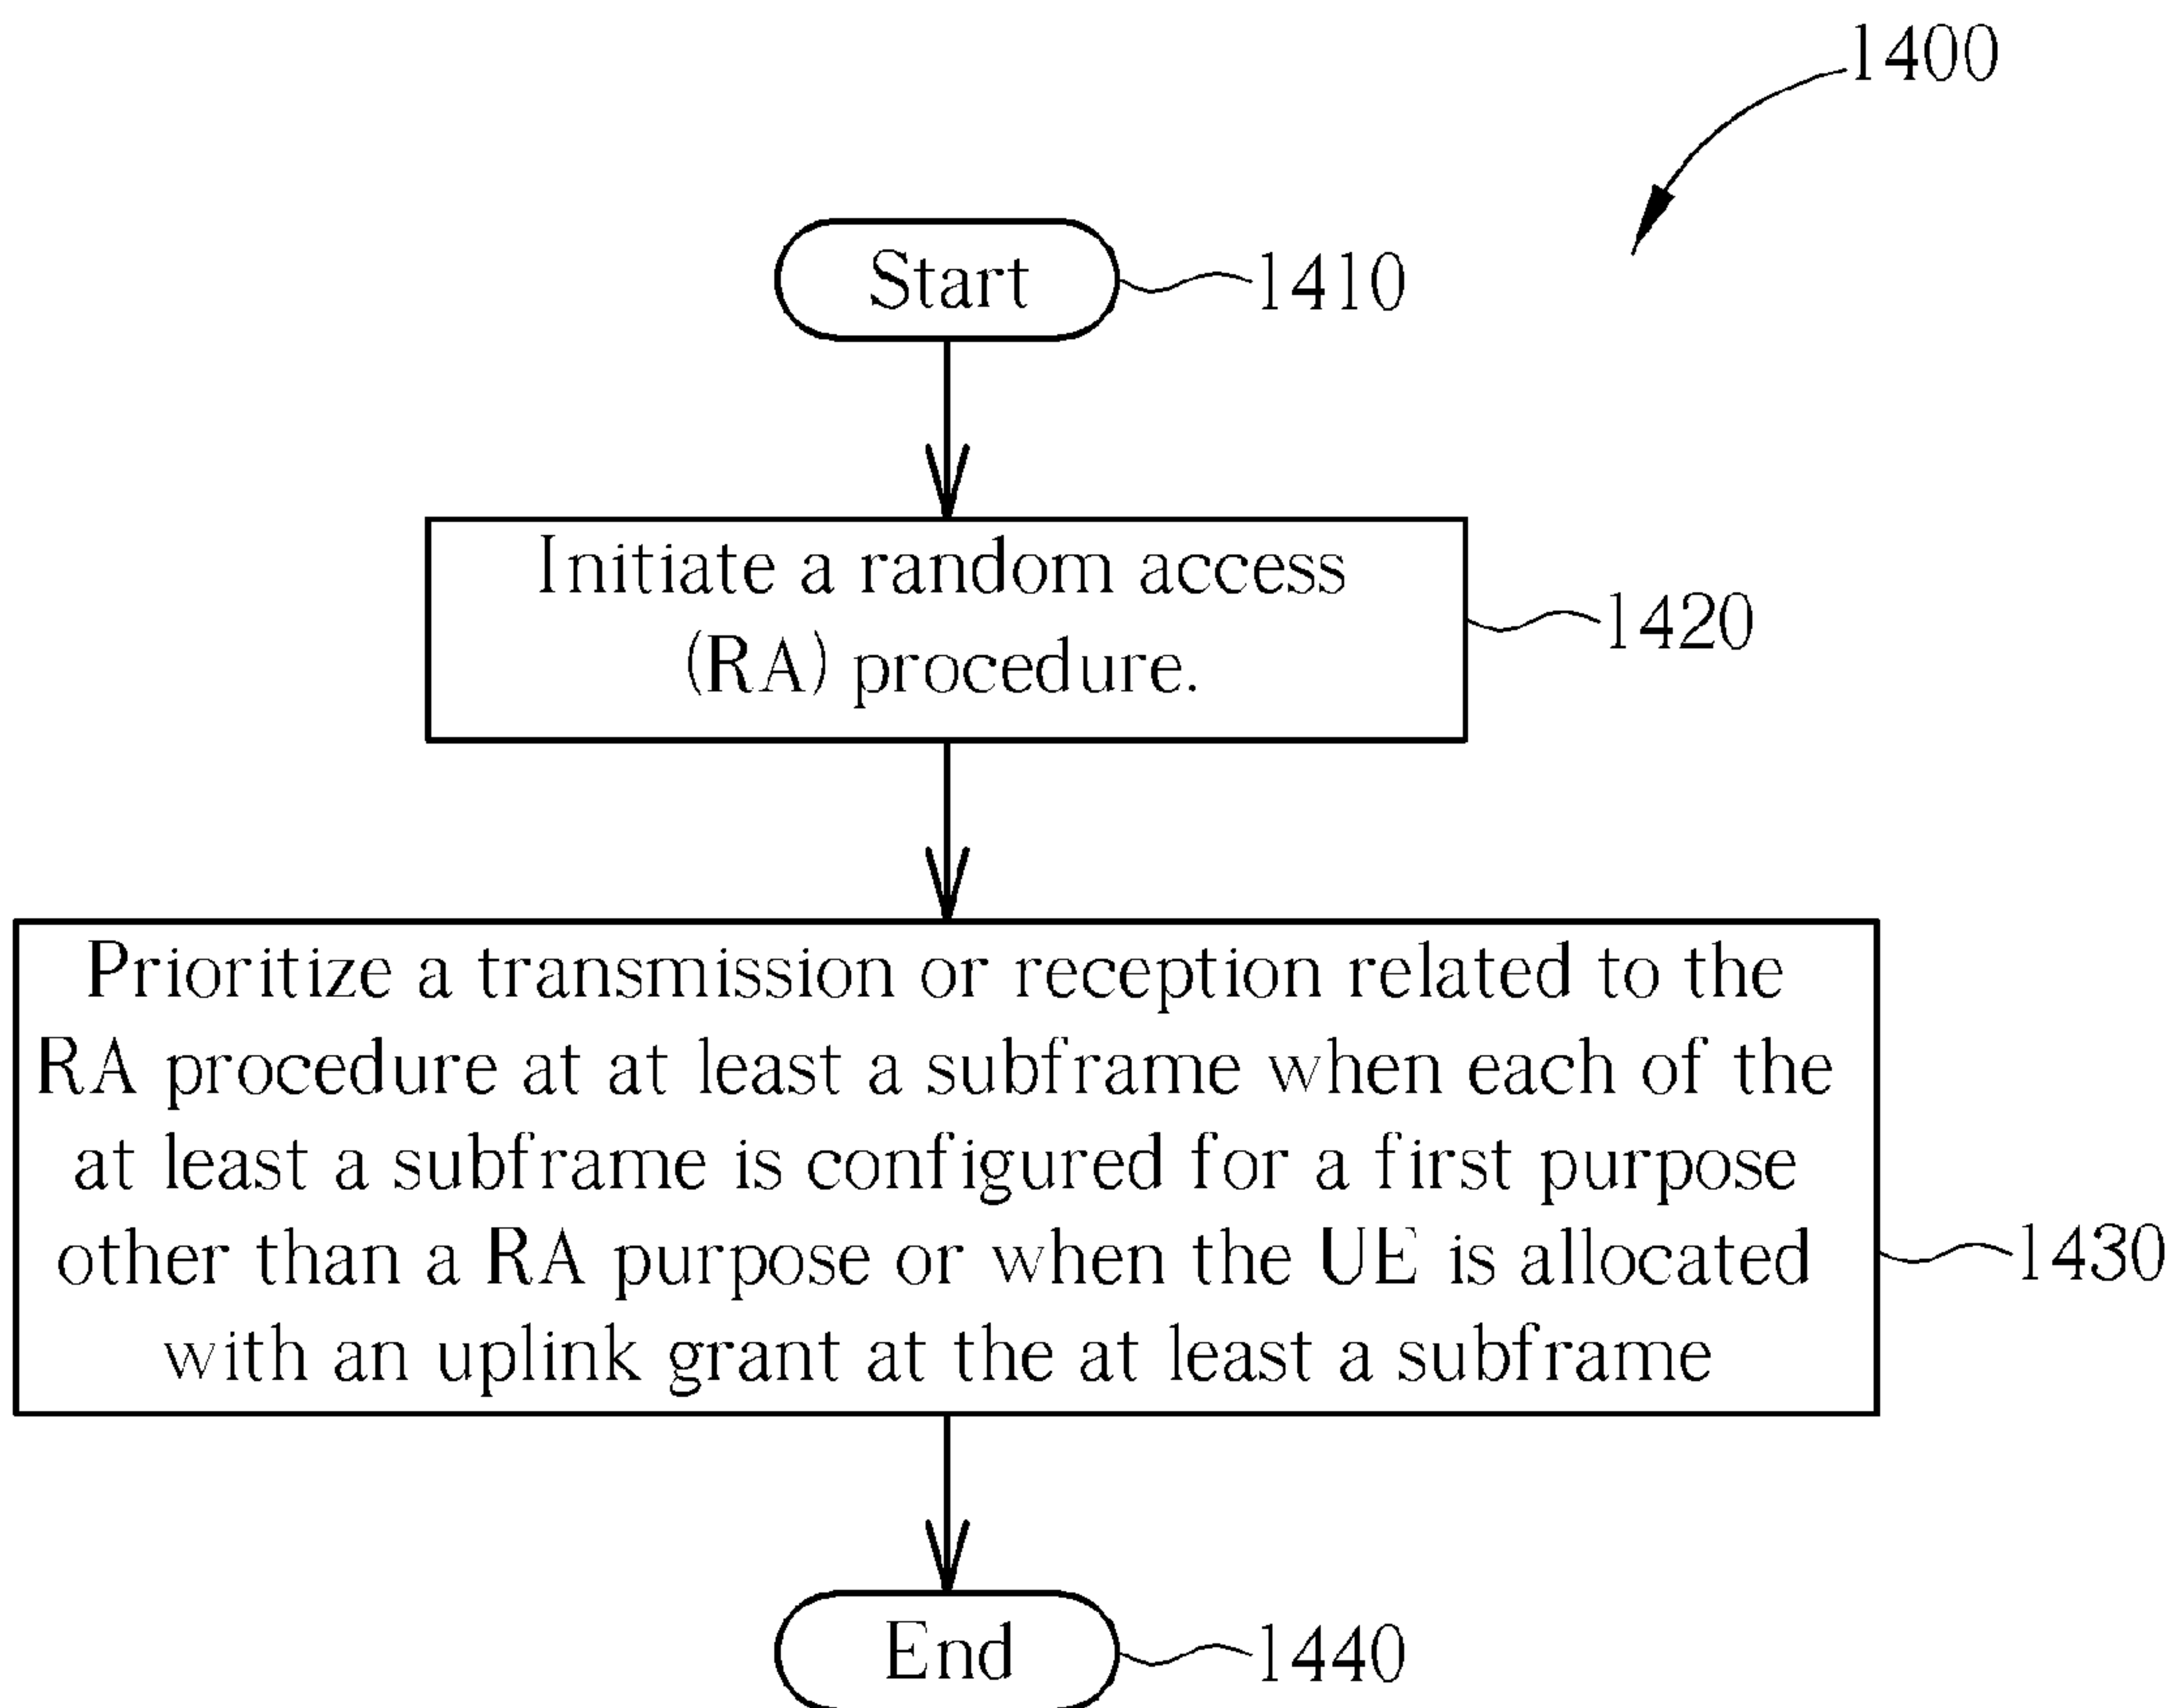 1400
Start
1410
Initiate a random access
(RA) procedure.
1420
Prioritize a transmission or reception related to the
RA procedure at at least a subframe when each of the
at least a subframe is configured for a first purpose
other than a RA purpose or when the UE is allocated
with an uplink grant at the at least a subframe
1430
End
1440